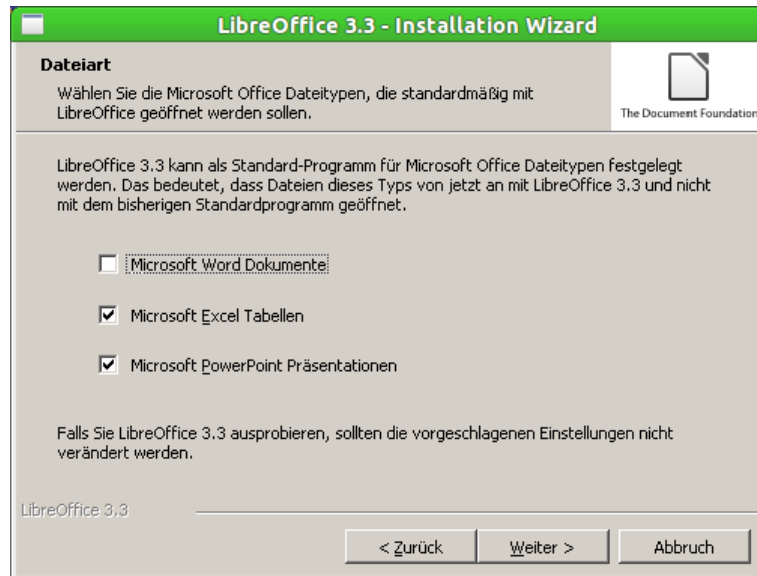 LibreOffice 3.3 - Installation Wizard
Dateiart
Wählen Sie die Microsoft Office Dateitypen, die standardmäßig mit
LibreOffice geöffnet werden sollen.
The Document Foundation
LibreOffice 3.3 kann als Standard-Programm für Microsoft Office Dateitypen festgelegt
werden. Das bedeutet, dass Dateien dieses Typs von jetzt an mit LibreOffice 3.3 und nicht
mit dem bisherigen Standardprogramm geöffnet.
Microsoft Word Dokumente
Microsoft Excel Tabellen
Microsoft PowerPoint Präsentationen
Falls Sie LibreOffice 3.3 ausprobieren, sollten die vorgeschlagenen Einstellungen nicht
verändert werden.
LibreOffice 3.3
< Zurück
Weiter >
Abbruch